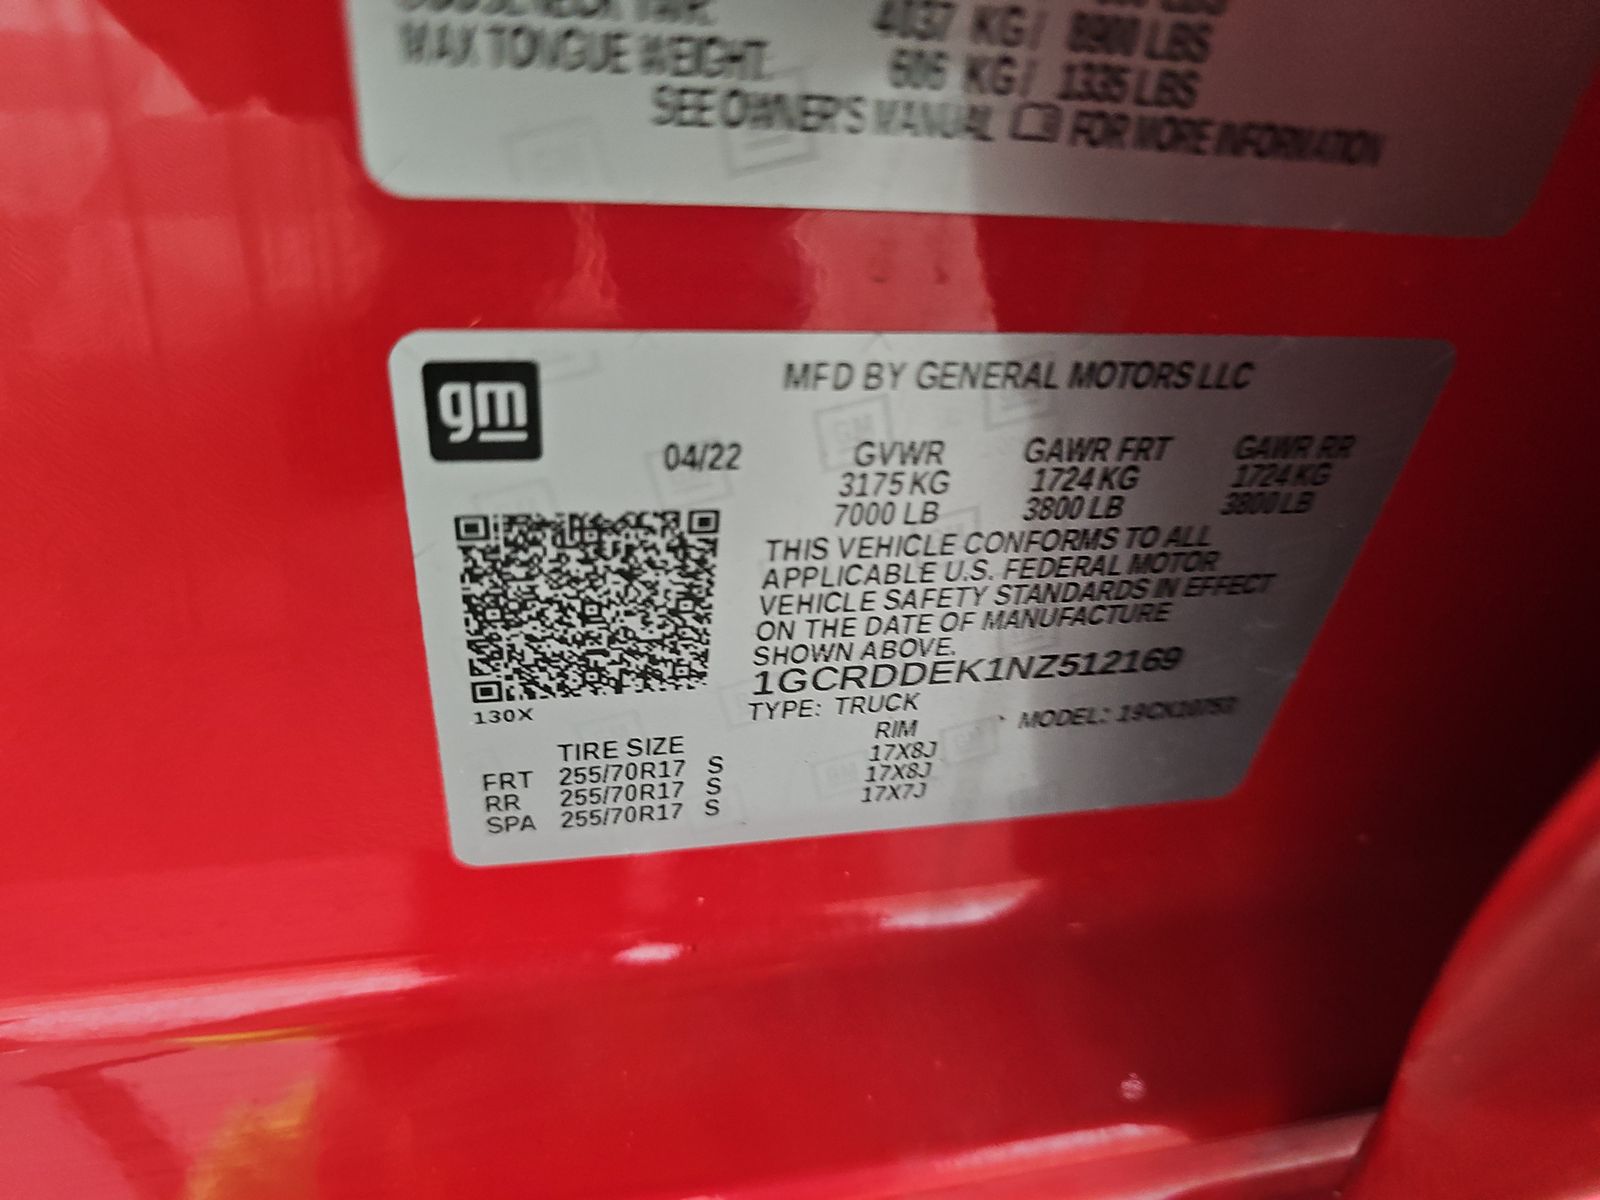 MAX TONGUE WEIGHT 606 KG / 1335 LBS
SEE OWNER'S MANUAL FOR MORE INFORMATION
gm
MFD BY GENERAL MOTORS LLC
04/22 GVWR GAWR FRT GAWR RR
3175 KG 1724 KG 1724 KG
7000 LB 3800 LB 3800 LB
THIS VEHICLE CONFORMS TO ALL
APPLICABLE U.S. FEDERAL MOTOR
VEHICLE SAFETY STANDARDS IN EFFECT
ON THE DATE OF MANUFACTURE
SHOWN ABOVE.
1GCRDDEK1NZ512169
130X
TYPE: TRUCK MODEL:
TIRE SIZE RIM
FRT 255/70R17 S 17X8J
RR 255/70R17 S 17X8J
SPA 255/70R17 S 17X7J